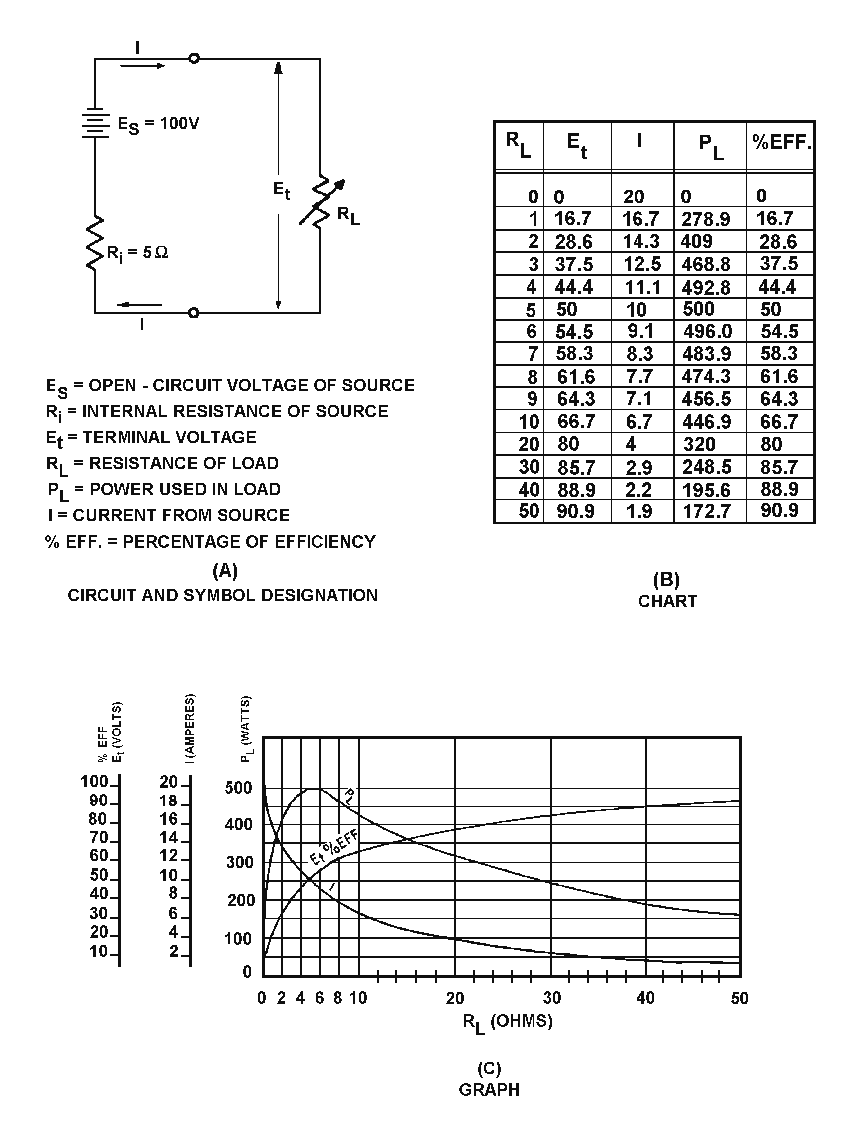 I
E_S = 100V
E_t
R_L
R_i = 5Ω
I
E_S = OPEN - CIRCUIT VOLTAGE OF SOURCE
R_i = INTERNAL RESISTANCE OF SOURCE
E_t = TERMINAL VOLTAGE
R_L = RESISTANCE OF LOAD
P_L = POWER USED IN LOAD
I = CURRENT FROM SOURCE
% EFF. = PERCENTAGE OF EFFICIENCY
(A)
CIRCUIT AND SYMBOL DESIGNATION
R_L E_t I P_L %EFF.
0 0 20 0 0
1 16.7 16.7 278.9 16.7
2 28.6 14.3 409 28.6
3 37.5 12.5 468.8 37.5
4 44.4 11.1 492.8 44.4
5 50 10 500 50
6 54.5 9.1 496.0 54.5
7 58.3 8.3 483.9 58.3
8 61.6 7.7 474.3 61.6
9 64.3 7.1 456.5 64.3
10 66.7 6.7 446.9 66.7
20 80 4 320 80
30 85.7 2.9 248.5 85.7
40 88.9 2.2 195.6 88.9
50 90.9 1.9 172.7 90.9
(B)
CHART
% EFF
E_t (VOLTS)
I (AMPERES)
P_L (WATTS)
100 20 500
90 18
80 16 400
70 14
60 12 300
50 10
40 8 200
30 6
20 4 100
10 2
0
P_L
E_t %EFF
I
0 2 4 6 8 10 20 30 40 50
R_L (OHMS)
(C)
GRAPH